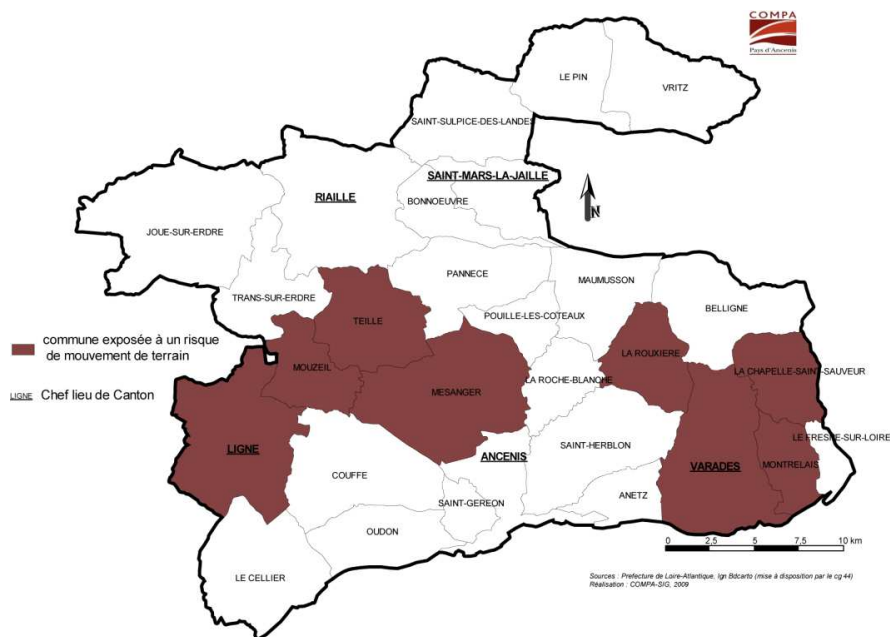 COMPA
Pays d'Ancenis
LE PIN
VRITZ
SAINT-SULPICE-DES-LANDES
SAINT-MARS-LA-JAILLE
RIAILLE
BONNOEUVRE
N
JOUE-SUR-ERDRE
PANNECE
MAUMUSSON
TRANS-SUR-ERDRE
BELLIGNE
TEILLE
POUILLE-LES-COTEAUX
commune exposée à un risque
de mouvement de terrain
LA ROUXIERE
MOUZEIL
LA CHAPELLE-SAINT-SAUVEUR
LA ROCHE-BLANCHE
LIGNE Chef lieu de Canton
MESANGER
LE FRESNE-SUR-LOIRE
LIGNE
ANCENIS
SAINT-HERBLON
VARADES
MONTRELAIS
COUFFE
SAINT-GEREON
ANETZ
OUDON
0 2,5 5 7,5 10 km
LE CELLIER
Sources : Préfecture de Loire-Atlantique, Ign Bdcarto (mise à disposition par le cg44)
Réalisation : COMPA-SIG, 2009